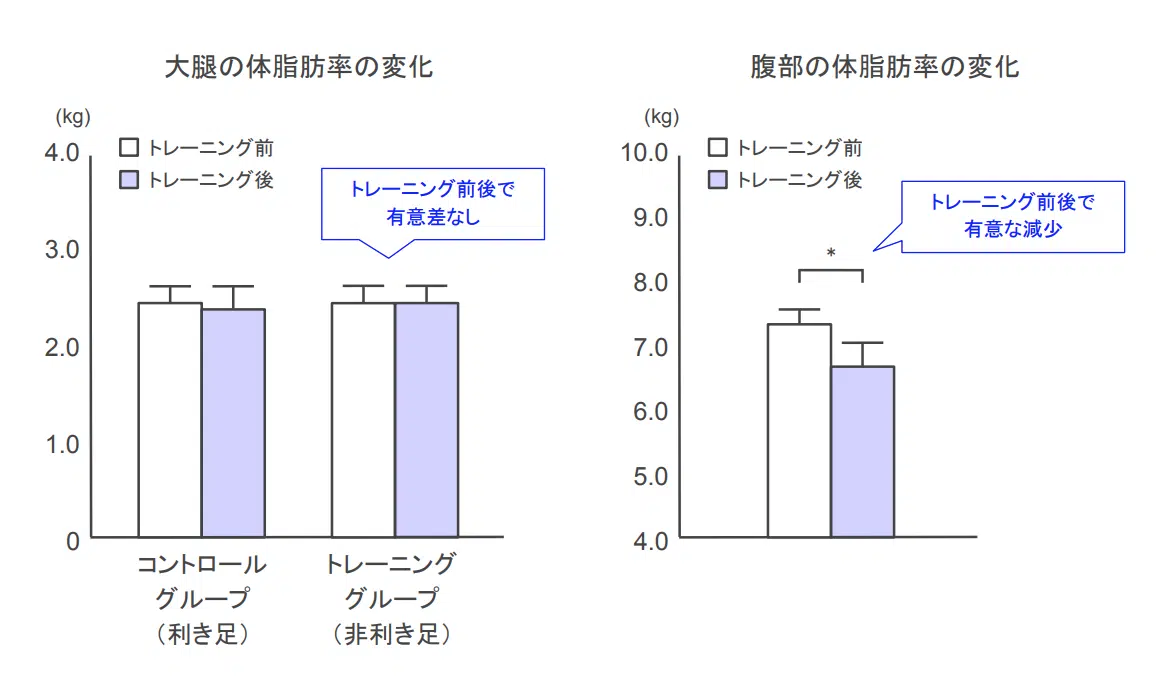 大腿の体脂肪率の変化
(kg)
4.0
3.0
2.0
1.0
0
トレーニング前
トレーニング後
トレーニング前後で
有意差なし
コントロール
グループ
（利き足）
トレーニング
グループ
（非利き足）
腹部の体脂肪率の変化
(kg)
10.0
9.0
8.0
7.0
6.0
5.0
4.0
トレーニング前
トレーニング後
トレーニング前後で
有意な減少
*